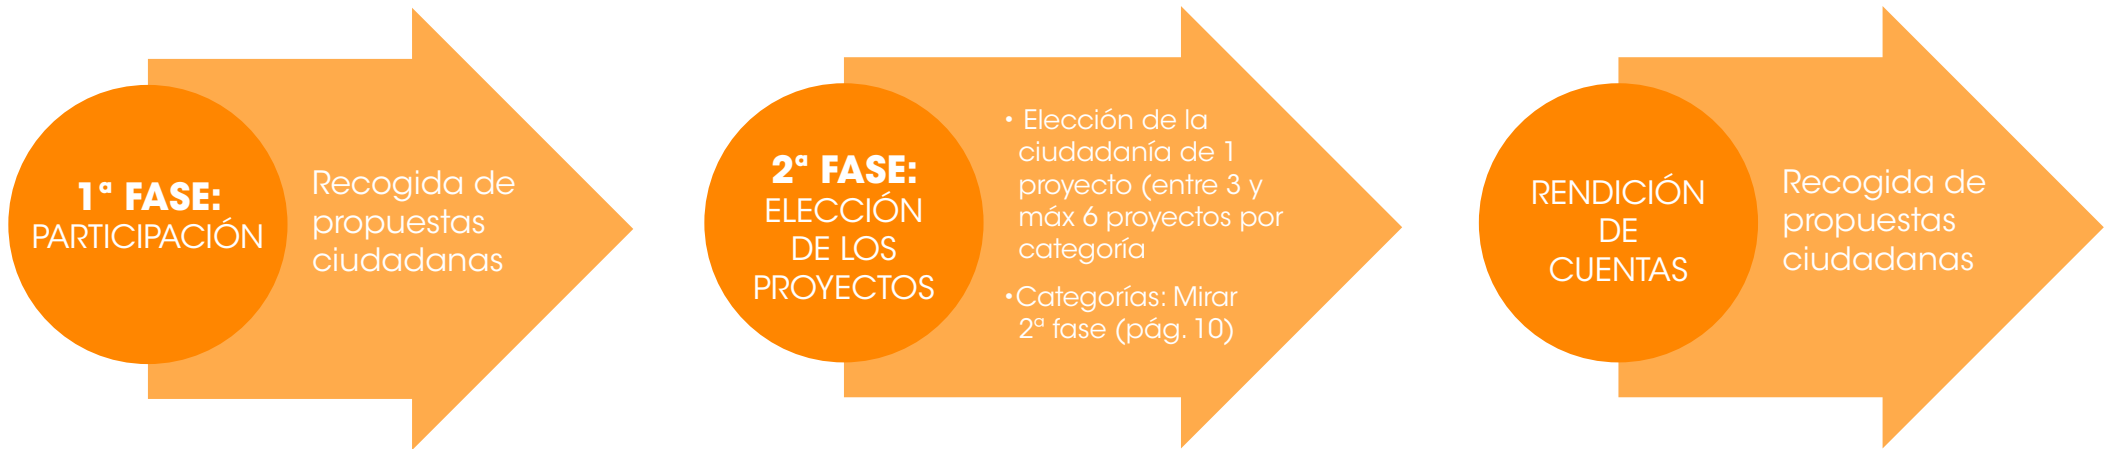 1ª FASE:
PARTICIPACIÓN
Recogida de
propuestas
ciudadanas
2ª FASE:
ELECCIÓN
DE LOS
PROYECTOS
• Elección de la
ciudadanía de 1
proyecto (entre 3 y
máx 6 proyectos por
categoría
•Categorías: Mirar
2ª fase (pág. 10)
RENDICIÓN
DE
CUENTAS
Recogida de
propuestas
ciudadanas